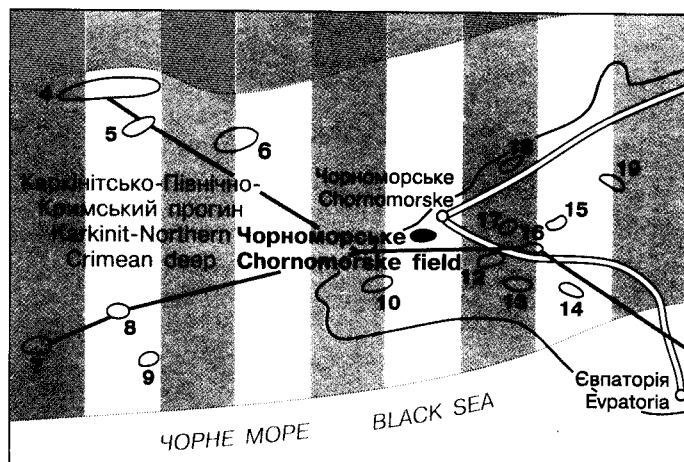 4
5
6
18
19
Каркінітсько-Північно-
Кримський прогин
Karkinit-Northern
Crimean deep
Чорноморське
Chornomorske
Чорноморське
Chornomorske field
17
16
15
12
13
14
10
7
8
9
Євпаторія
Evpatoria
ЧОРНЕ МОРЕ
BLACK SEA